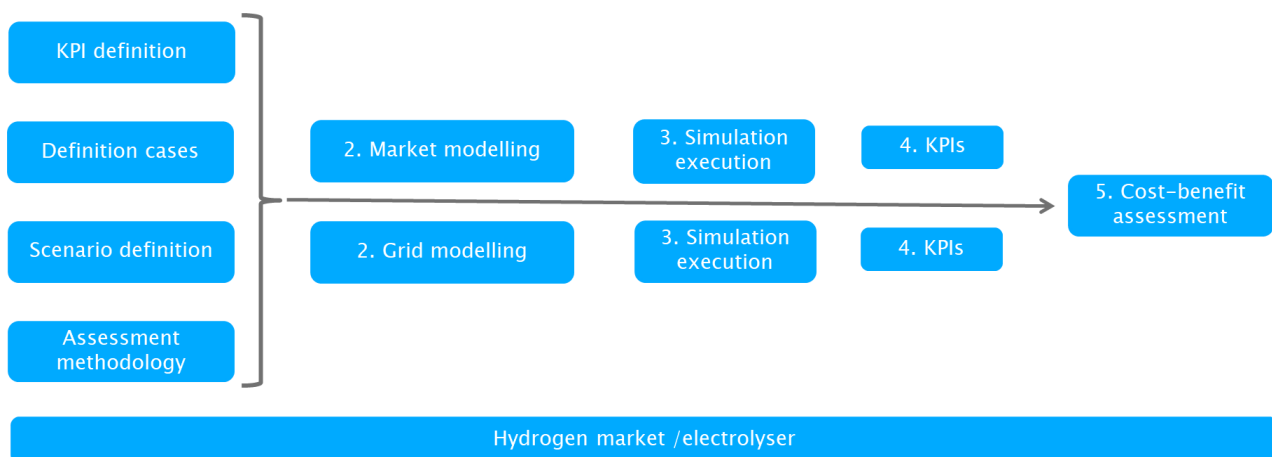 KPI definition
Definition cases
Scenario definition
Assessment
methodology
2. Market modelling
3. Simulation
execution
4. KPIs
2. Grid modelling
3. Simulation
execution
4. KPIs
5. Cost-benefit
assessment
Hydrogen market /electrolyser